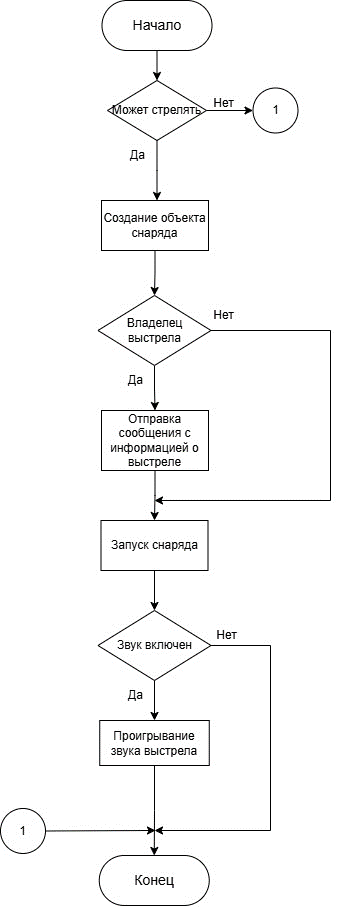 Начало
Может стрелять
Нет
1
Да
Создание объекта
снаряда
Владелец
выстрела
Нет
Да
Отправка
сообщения с
информацией о
выстреле
Запуск снаряда
Звук включен
Нет
Да
Проигрывание
звука выстрела
1
Конец